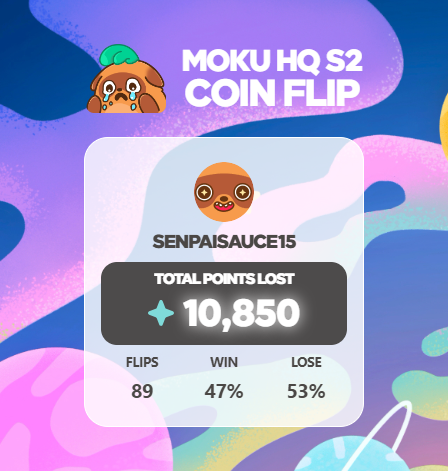 MOKU HQ S2
COIN FLIP
SENPAISAUCE15
TOTAL POINTS LOST
10,850
FLIPS WIN LOSE
89 47% 53%